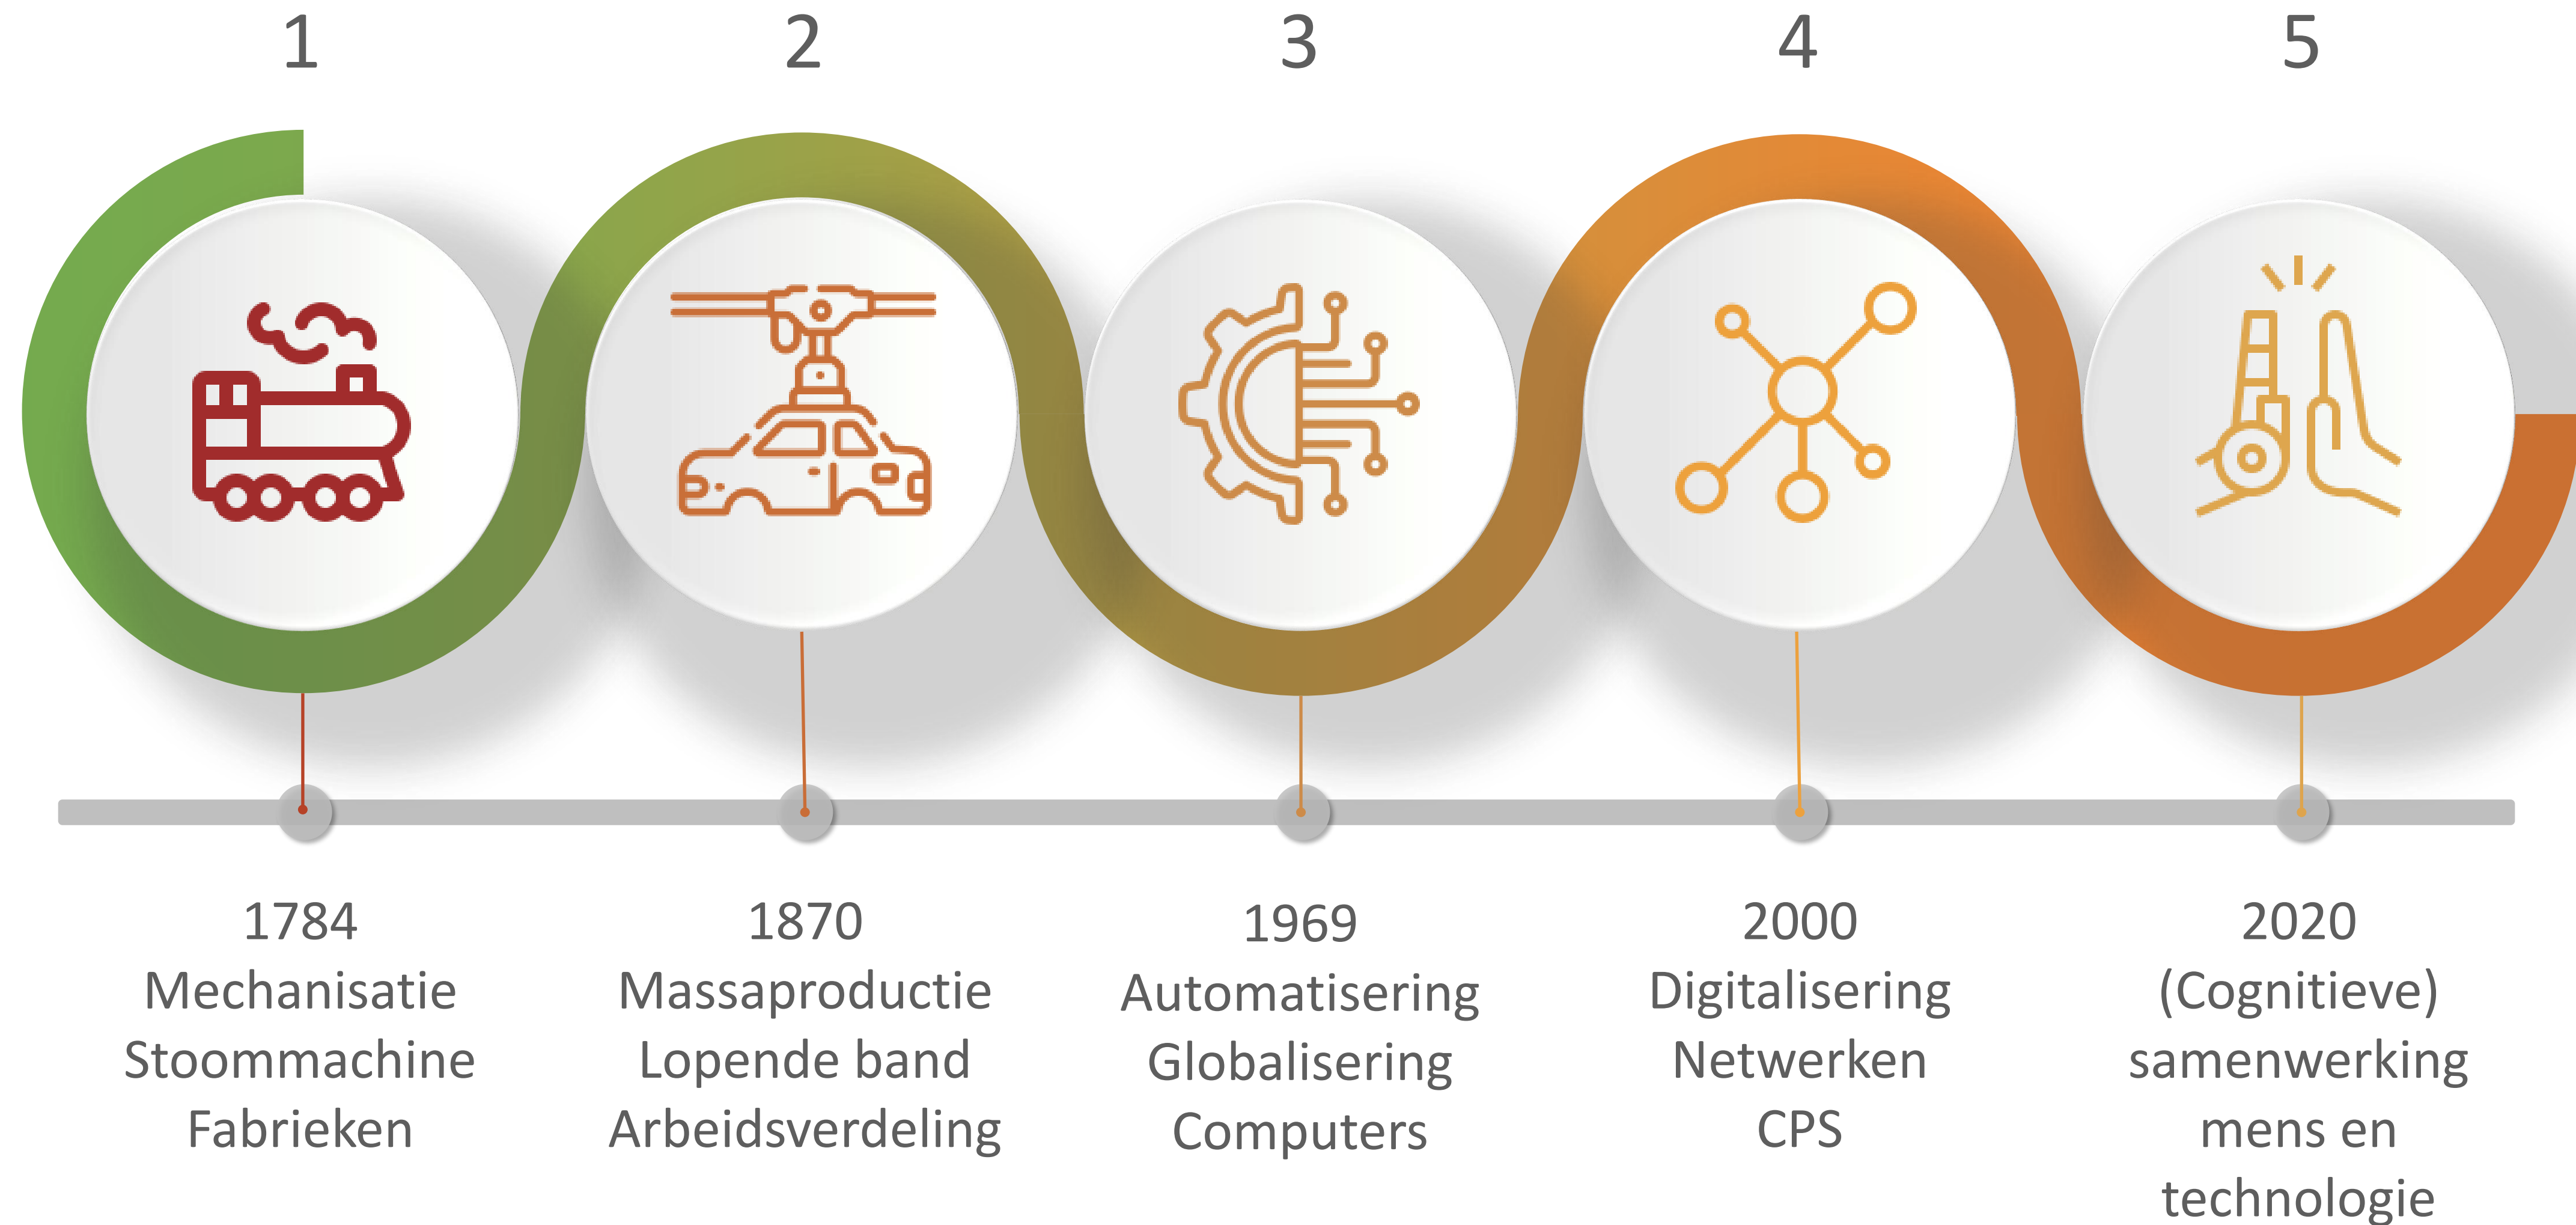 1
2
3
4
5
1784
Mechanisatie
Stoommachine
Fabrieken
1870
Massaproductie
Lopende band
Arbeidsverdeling
1969
Automatisering
Globalisering
Computers
2000
Digitalisering
Netwerken
CPS
2020
(Cognitieve)
samenwerking
mens en
technologie